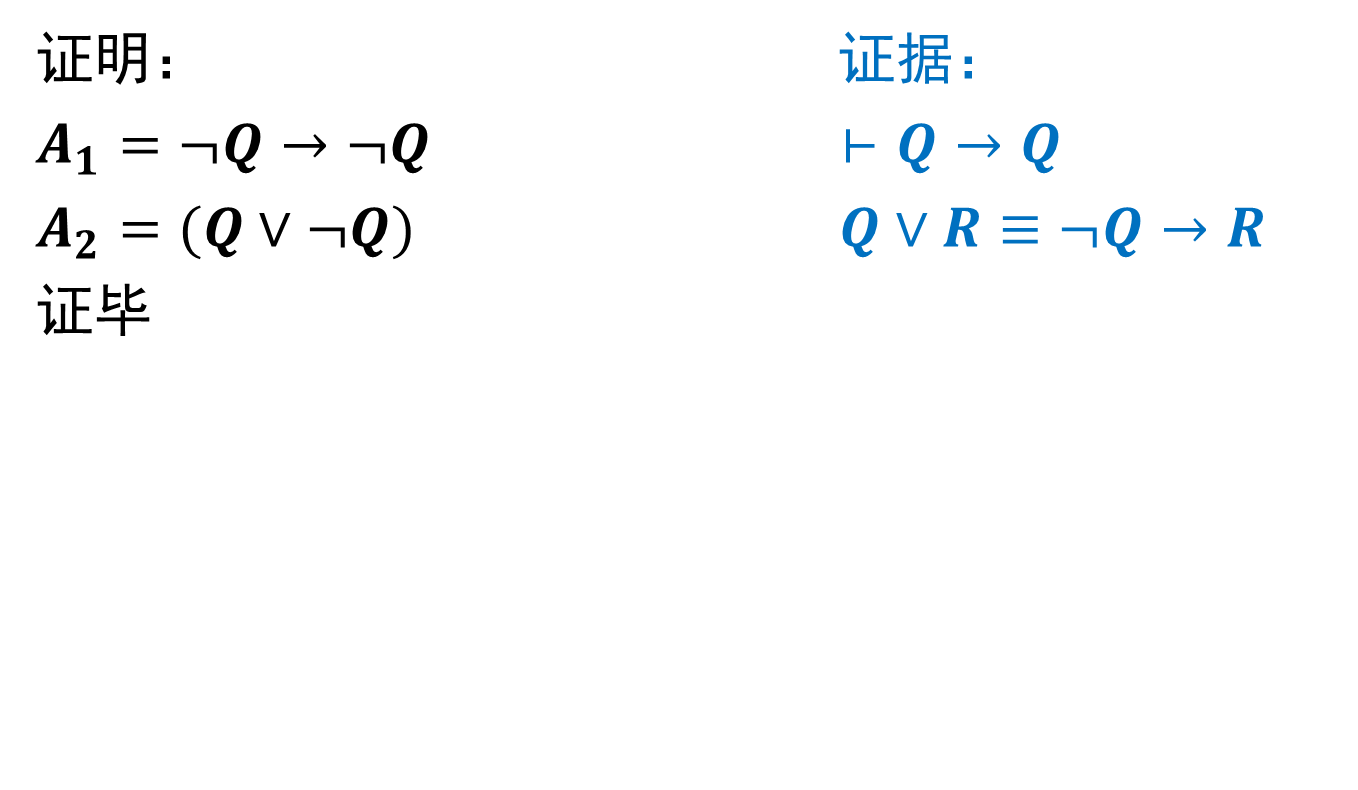 证明： 证据：
A₁ = ¬Q → ¬Q ⊢ Q → Q
A₂ = (Q ∨ ¬Q) Q ∨ R ≡ ¬Q → R
证毕